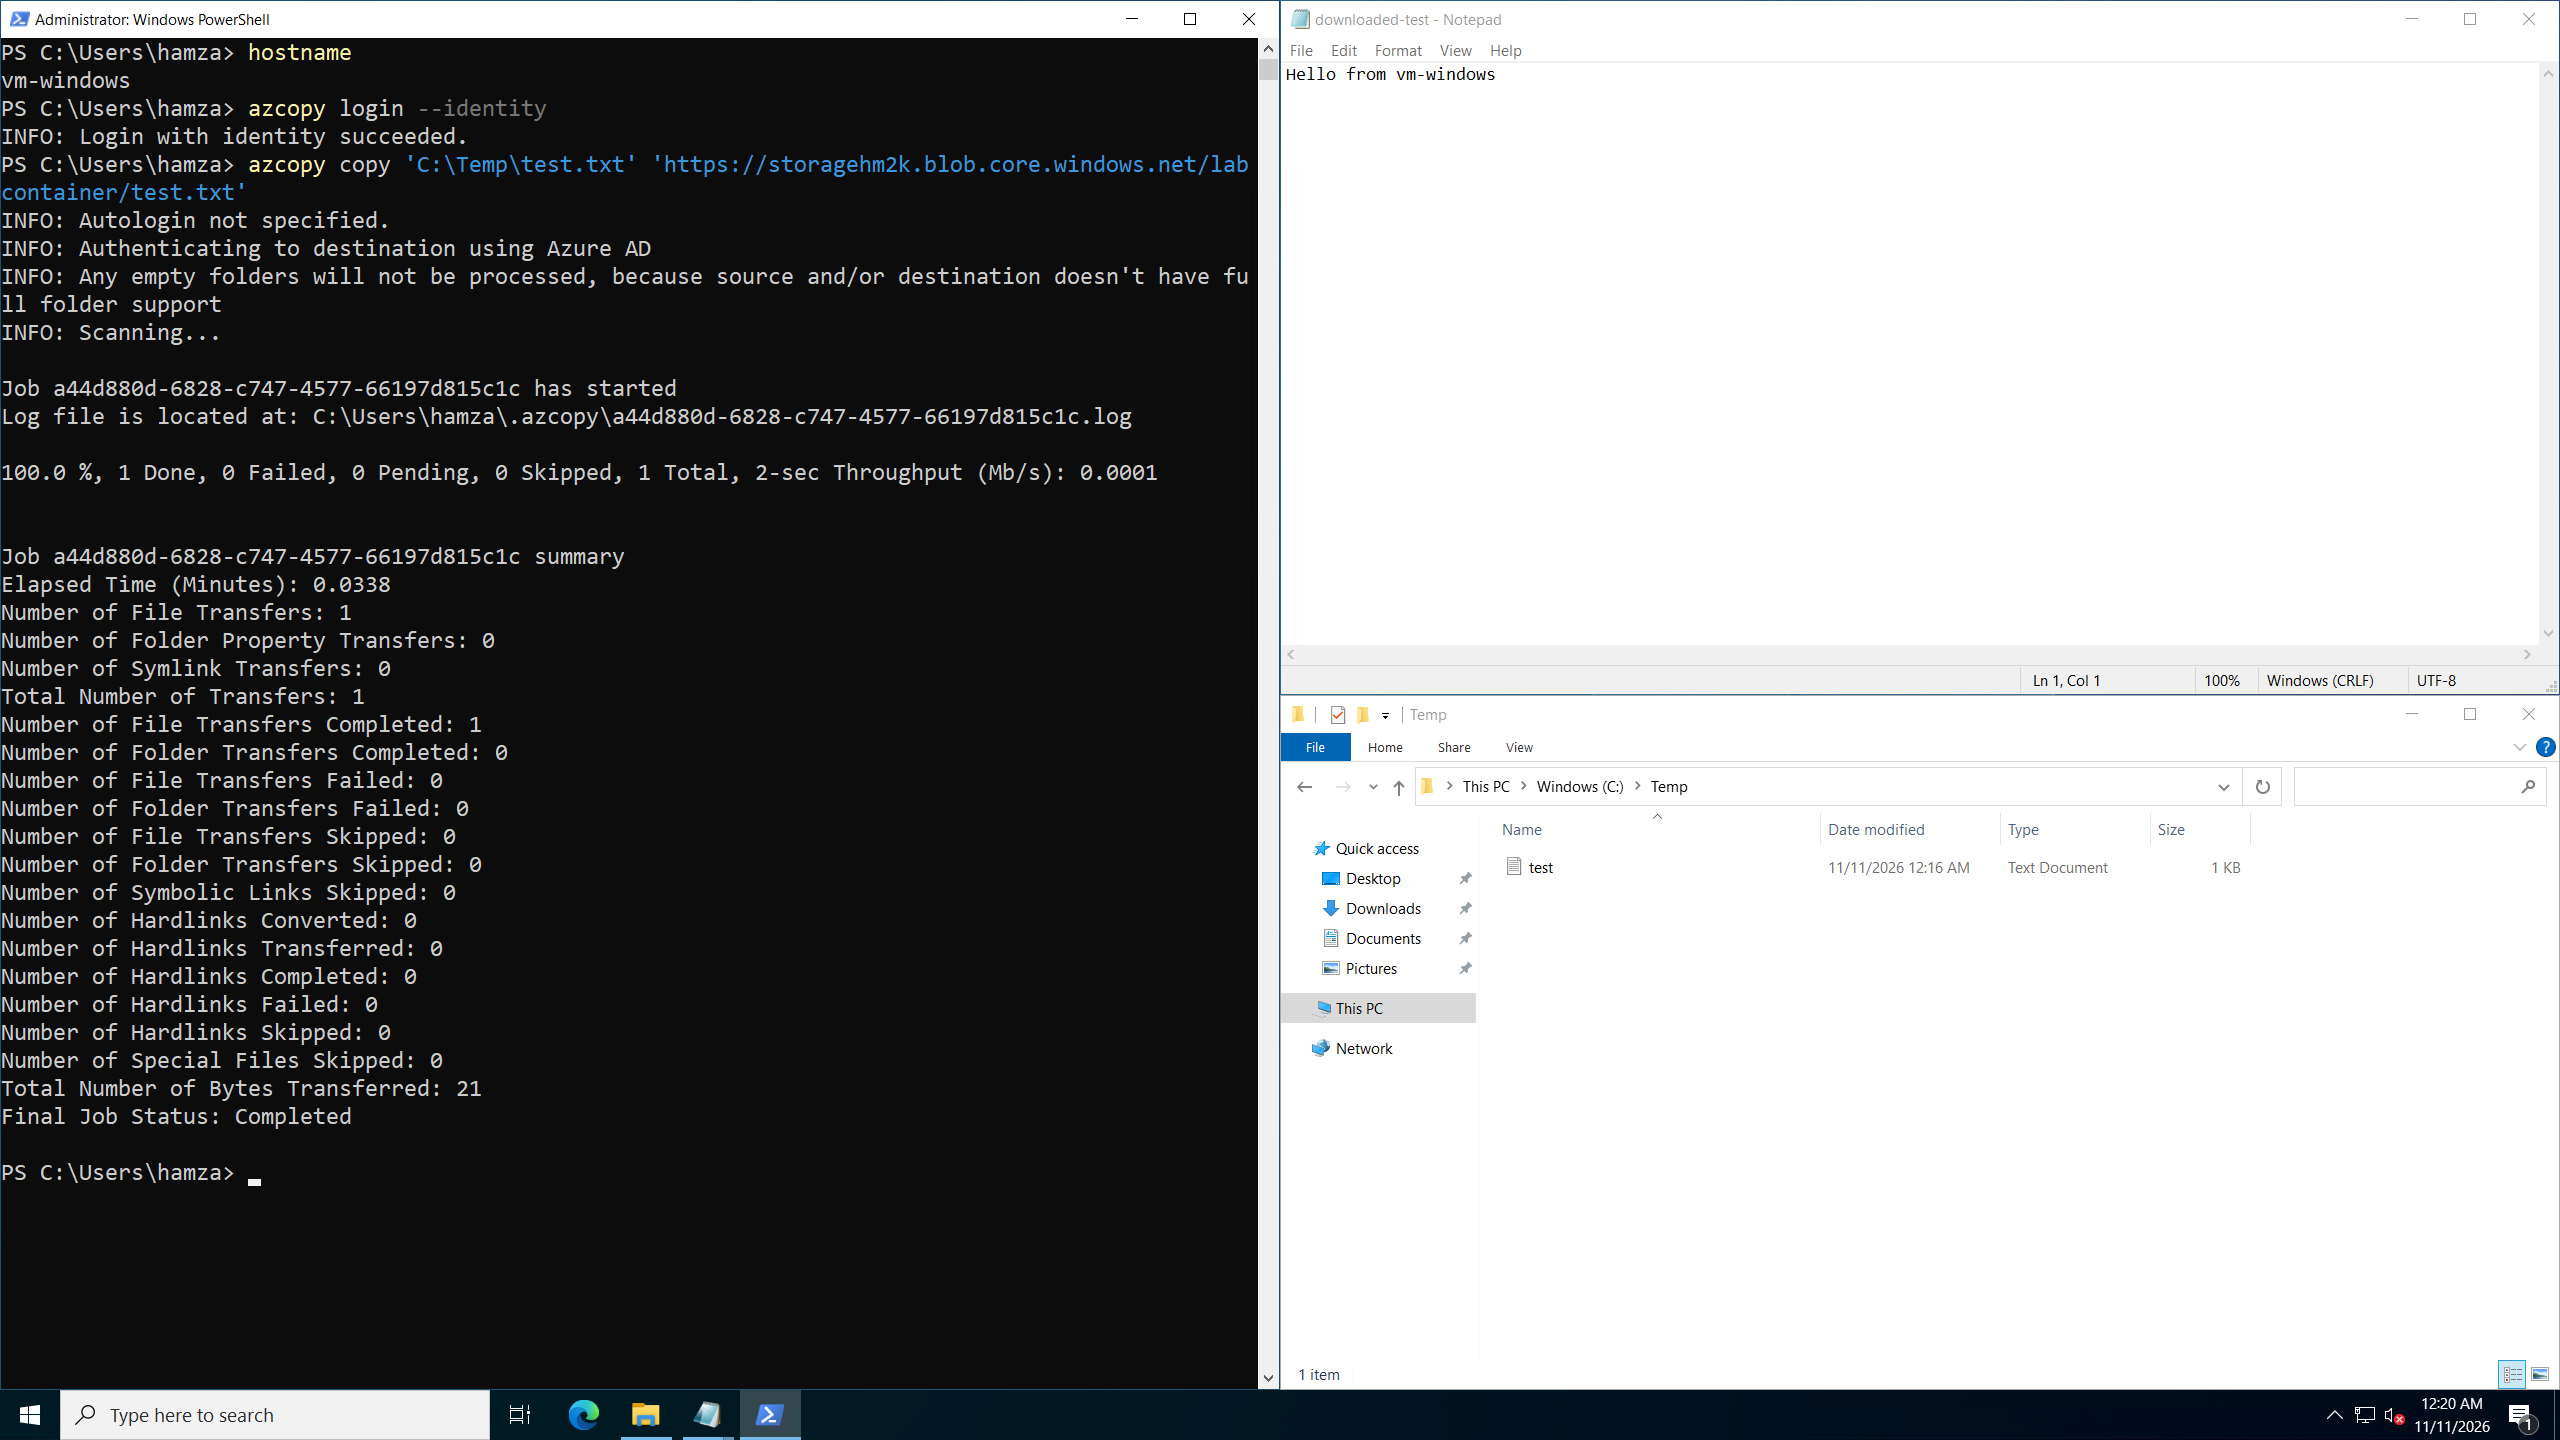 Administrator: Windows PowerShell
PS C:\Users\hamza> hostname
vm-windows
PS C:\Users\hamza> azcopy login --identity
INFO: Login with identity succeeded.
PS C:\Users\hamza> azcopy copy 'C:\Temp\test.txt' 'https://storagehm2k.blob.core.windows.net/lab
container/test.txt'
INFO: Autologin not specified.
INFO: Authenticating to destination using Azure AD
INFO: Any empty folders will not be processed, because source and/or destination doesn't have fu
ll folder support
INFO: Scanning...
Job a44d880d-6828-c747-4577-66197d815c1c has started
Log file is located at: C:\Users\hamza\.azcopy\a44d880d-6828-c747-4577-66197d815c1c.log
100.0 %, 1 Done, 0 Failed, 0 Pending, 0 Skipped, 1 Total, 2-sec Throughput (Mb/s): 0.0001
Job a44d880d-6828-c747-4577-66197d815c1c summary
Elapsed Time (Minutes): 0.0338
Number of File Transfers: 1
Number of Folder Property Transfers: 0
Number of Symlink Transfers: 0
Total Number of Transfers: 1
Number of File Transfers Completed: 1
Number of Folder Transfers Completed: 0
Number of File Transfers Failed: 0
Number of Folder Transfers Failed: 0
Number of File Transfers Skipped: 0
Number of Folder Transfers Skipped: 0
Number of Symbolic Links Skipped: 0
Number of Hardlinks Converted: 0
Number of Hardlinks Transferred: 0
Number of Hardlinks Completed: 0
Number of Hardlinks Failed: 0
Number of Hardlinks Skipped: 0
Number of Special Files Skipped: 0
Total Number of Bytes Transferred: 21
Final Job Status: Completed
PS C:\Users\hamza>
downloaded-test - Notepad
File Edit Format View Help
Hello from vm-windows
Ln 1, Col 1 100% Windows (CRLF) UTF-8
Temp
File Home Share View
This PC Windows (C:) Temp
Name Date modified Type Size
test 11/11/2026 12:16 AM Text Document 1 KB
Quick access
Desktop
Downloads
Documents
Pictures
This PC
Network
1 item
Type here to search
12:20 AM
11/11/2026
1